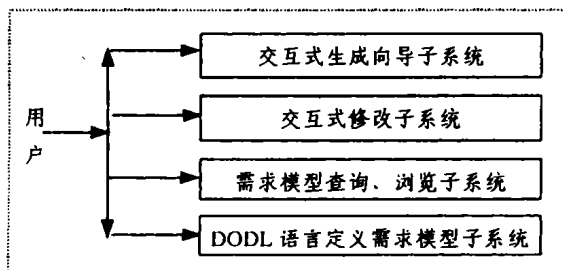 交互式生成向导子系统
用户
交互式修改子系统
需求模型查询、浏览子系统
DODL 语言定义需求模型子系统